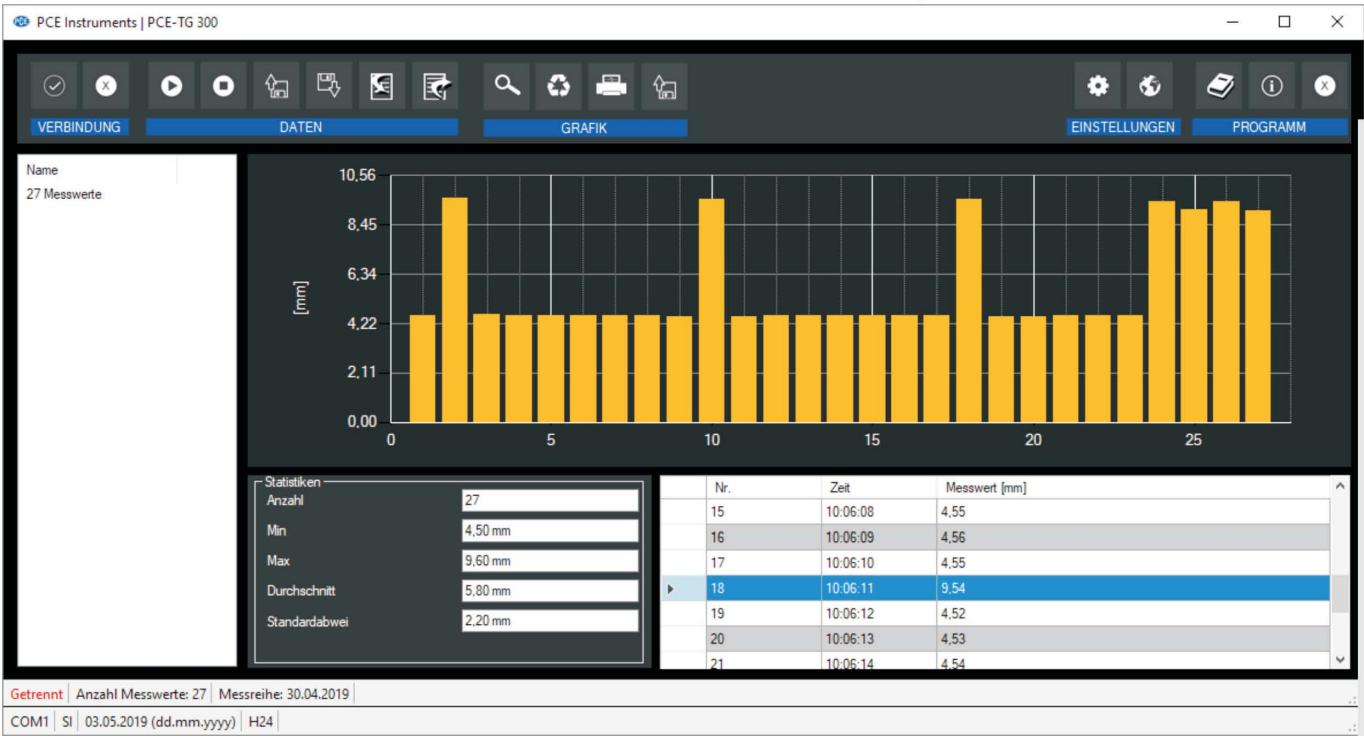 PCE Instruments | PCE-TG 300
VERBINDUNG
DATEN
GRAFIK
EINSTELLUNGEN
PROGRAMM
Name
27 Messwerte
[mm]
10,56
8,45
6,34
4,22
2,11
0,00
0 5 10 15 20 25
Statistiken
Anzahl 27
Min 4,50 mm
Max 9,60 mm
Durchschnitt 5,80 mm
Standardabwei 2,20 mm
Nr. Zeit Messwert [mm]
15 10:06:08 4,55
16 10:06:09 4,56
17 10:06:10 4,55
18 10:06:11 9,54
19 10:06:12 4,52
20 10:06:13 4,53
21 10:06:14 4,54
Getrennt Anzahl Messwerte: 27 Messreihe: 30.04.2019
COM1 SI 03.05.2019 (dd.mm.yyyy) H24